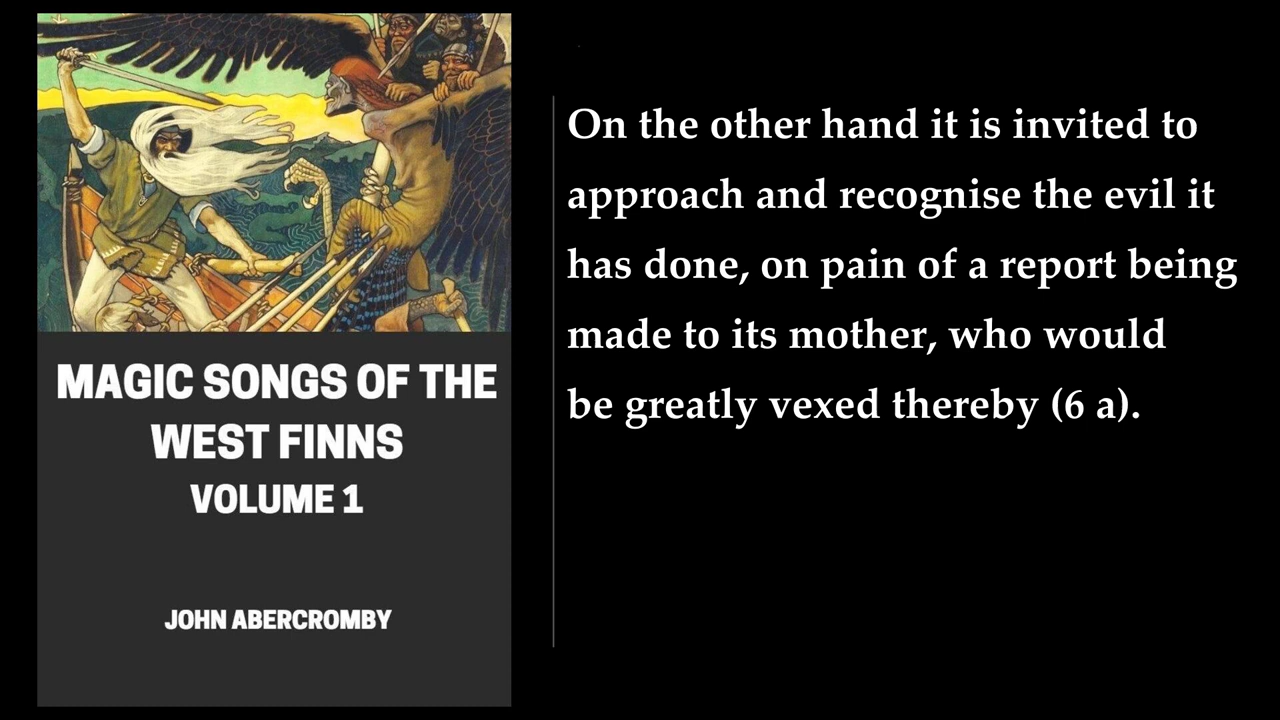 MAGIC SONGS OF THE
WEST FINNS
VOLUME 1
JOHN ABERCROMBY
On the other hand it is invited to
approach and recognise the evil it
has done, on pain of a report being
made to its mother, who would
be greatly vexed thereby (6 a).